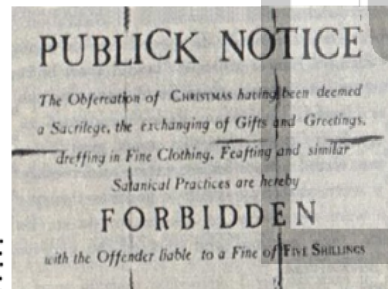 PUBLICK NOTICE
The Obſervation of CHRISTMAS having been deemed
a Sacrilege, the exchanging of Gifts and Greetings,
dreſſing in Fine Clothing, Feaſting and similar
Satanical Practices are hereby
FORBIDDEN
with the Offender liable to a Fine of FIVE SHILLINGS